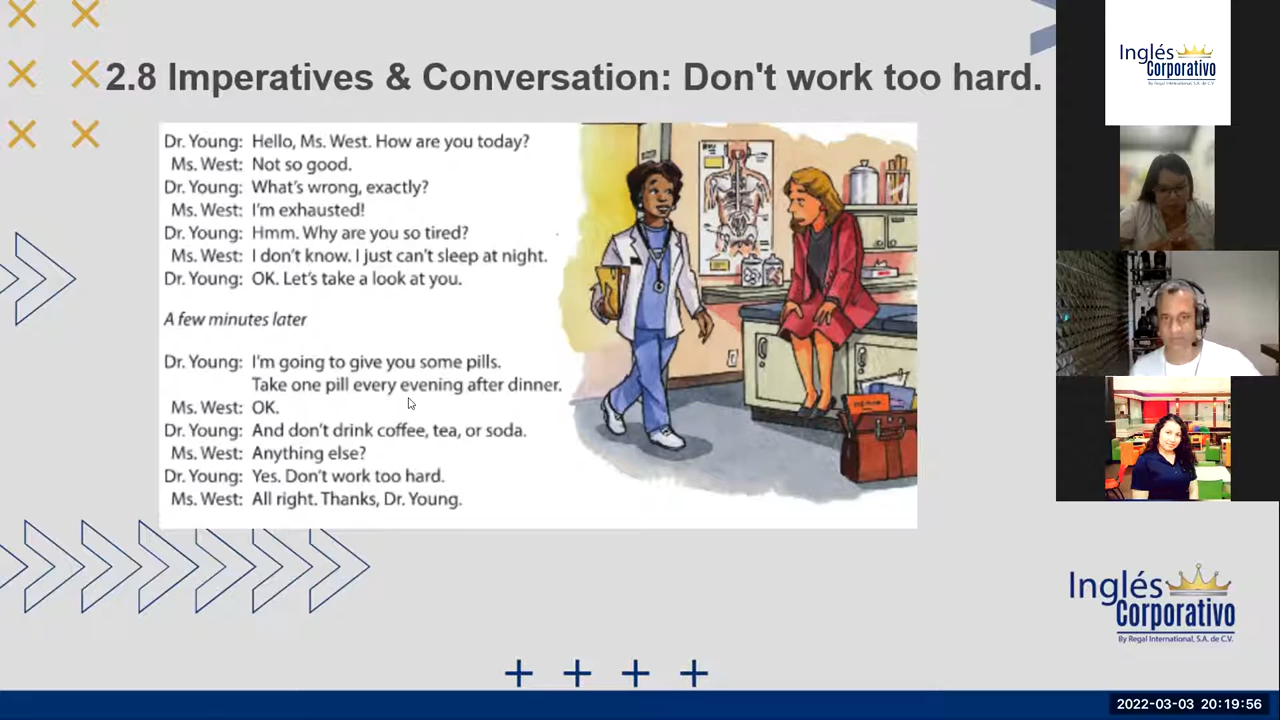 2.8 Imperatives & Conversation: Don't work too hard.
Dr. Young: Hello, Ms. West. How are you today?
Ms. West: Not so good.
Dr. Young: What's wrong, exactly?
Ms. West: I'm exhausted!
Dr. Young: Hmm. Why are you so tired?
Ms. West: I don't know. I just can't sleep at night.
Dr. Young: OK. Let's take a look at you.
A few minutes later
Dr. Young: I'm going to give you some pills.
Take one pill every evening after dinner.
Ms. West: OK.
Dr. Young: And don't drink coffee, tea, or soda.
Ms. West: Anything else?
Dr. Young: Yes. Don't work too hard.
Ms. West: All right. Thanks, Dr. Young.
Inglés
Corporativo
By Regal International, S.A. de C.V.
Inglés
Corporativo
By Regal International, S.A. de C.V.
2022-03-03 20:19:56